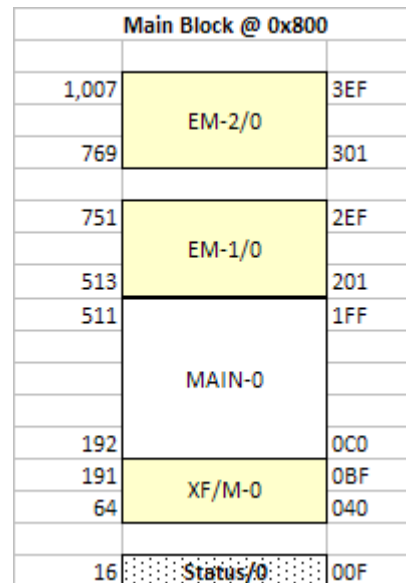 Main Block @ 0x800
1,007 3EF
EM-2/0
769 301
751 2EF
EM-1/0
513 201
511 1FF
MAIN-0
192 0C0
191 0BF
XF/M-0
64 040
16 Status/0 00F